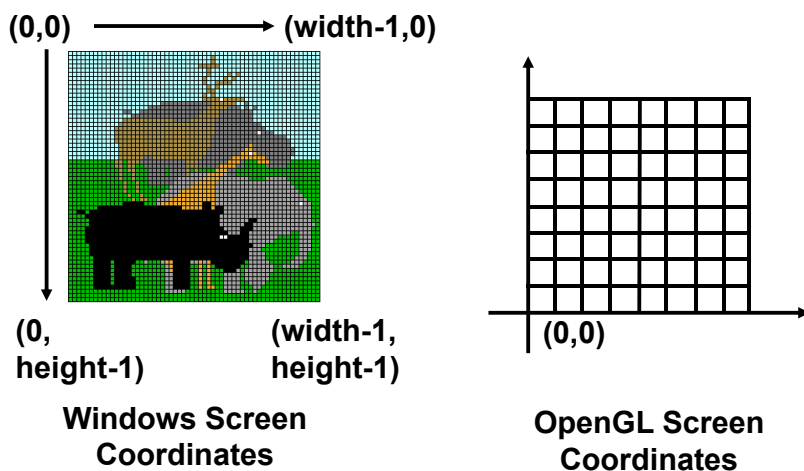 (0,0)
(width-1,0)
(0,
height-1)
(width-1,
height-1)
Windows Screen
Coordinates
(0,0)
OpenGL Screen
Coordinates